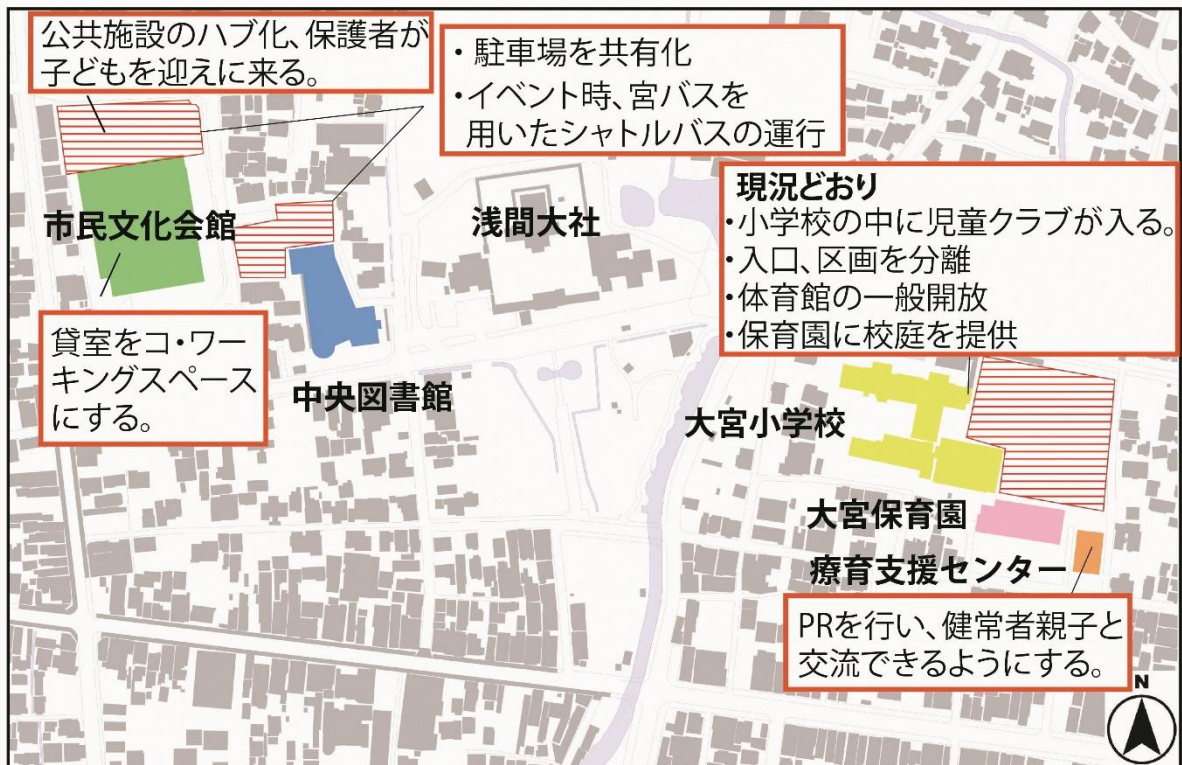 公共施設のハブ化、保護者が
子どもを迎えに来る。
・駐車場を共有化
・イベント時、宮バスを
用いたシャトルバスの運行
現況どおり
・小学校の中に児童クラブが入る。
・入口、区画を分離
・体育館の一般開放
・保育園に校庭を提供
市民文化会館
浅間大社
貸室をコ・ワー
キングスペース
にする。
中央図書館
大宮小学校
大宮保育園
療育支援センター
PRを行い、健常者親子と
交流できるようにする。
N